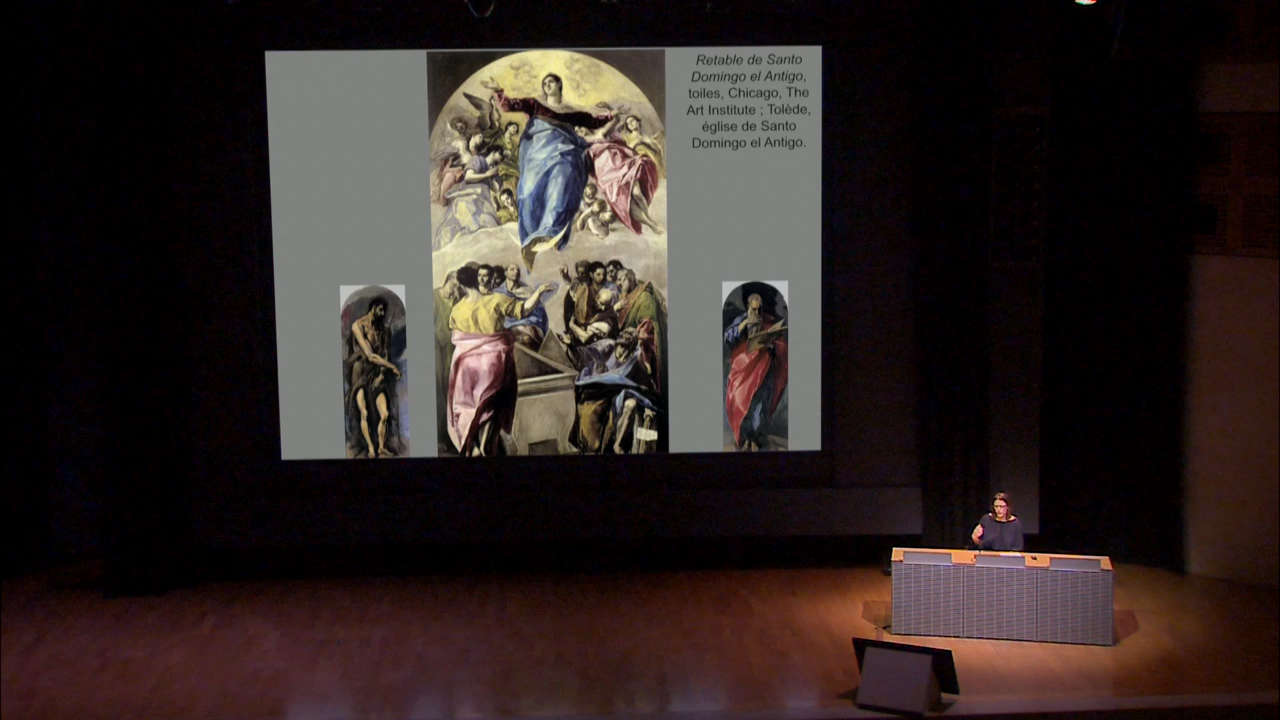 Retable de Santo
Domingo el Antigo,
toiles, Chicago, The
Art Institute ; Tolède,
église de Santo
Domingo el Antigo.